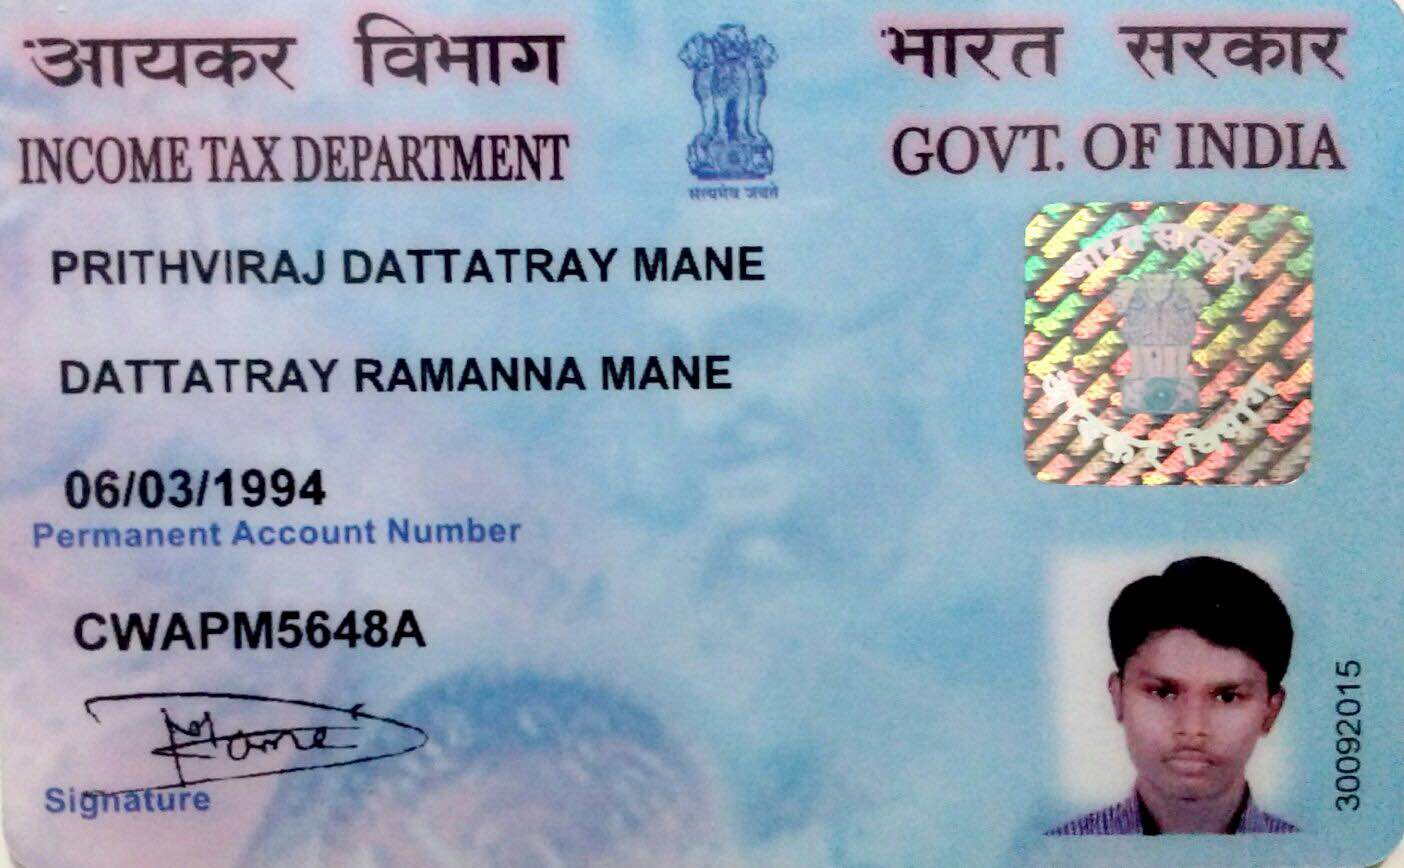 आयकर विभाग
INCOME TAX DEPARTMENT
सत्यमेव जयते
भारत सरकार
GOVT. OF INDIA
भारत सरकार
आयकर विभाग
PRITHVIRAJ DATTATRAY MANE
DATTATRAY RAMANNA MANE
06/03/1994
Permanent Account Number
CWAPM5648A
Mane
Signature
30092015